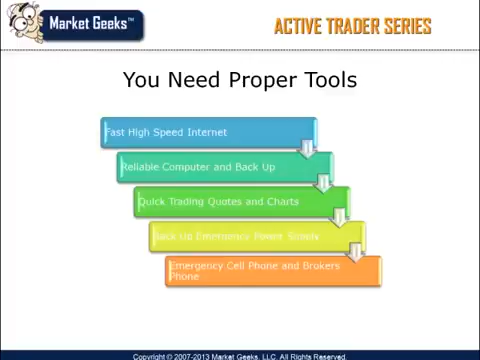 Market Geeks™
ACTIVE TRADER SERIES
You Need Proper Tools
Fast High Speed Internet
Reliable Computer and Back Up
Quick Trading Quotes and Charts
Back Up Emergency Power Supply
Emergency Cell Phone and Brokers
Phone
Copyright © 2007-2013 Market Geeks, LLC. All Rights Reserved.